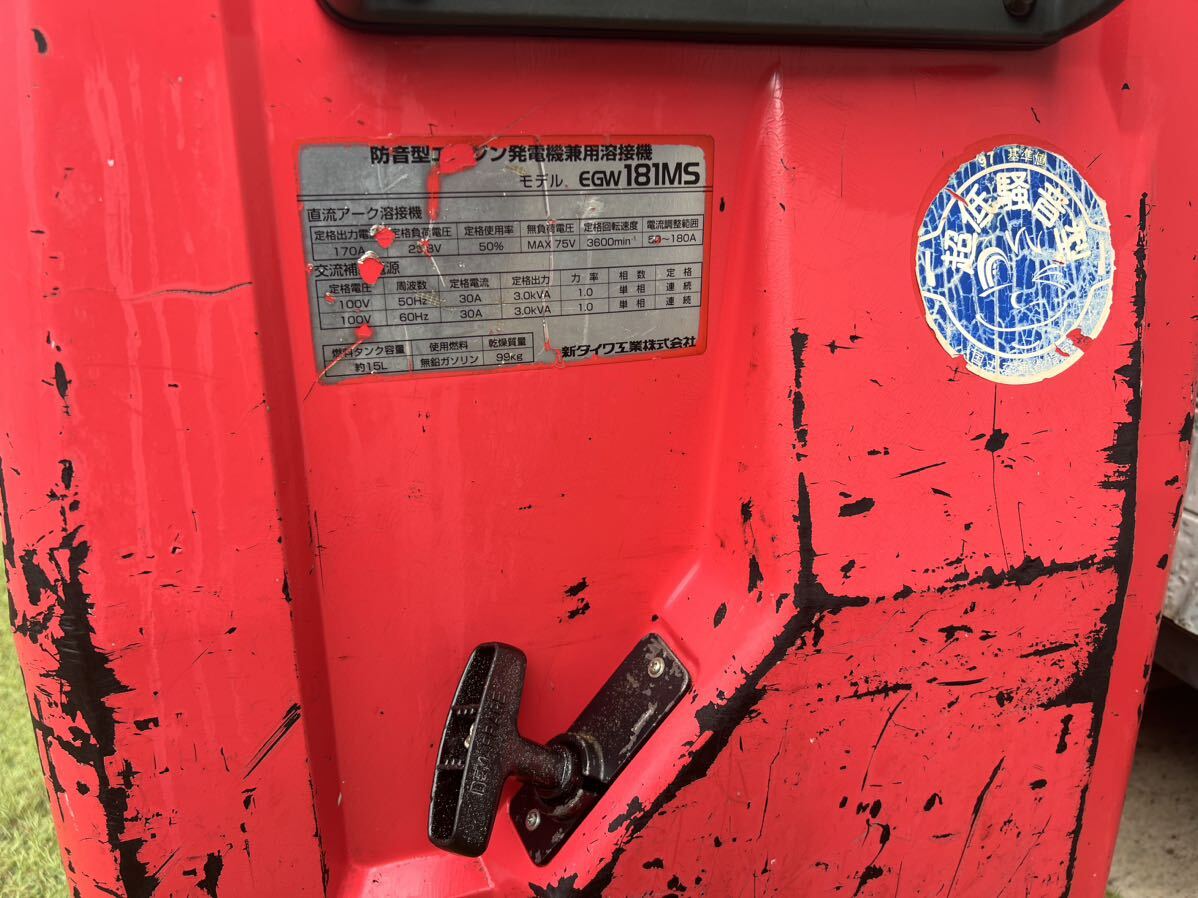 防音型エンジン発電機兼用溶接機
モデル EGW181MS
直流アーク溶接機
定格出力電流 定格負荷電圧 定格使用率 無負荷電圧 定格回転速度 電流調整範囲
170A 50% MAX 75V 3600min⁻¹ 50〜180A
交流補助電源
定格電圧 周波数 定格電流 定格出力 力率 相数 定格
100V 50Hz 30A 3.0kVA 1.0 単相 連続
100V 60Hz 30A 3.0kVA 1.0 単相 連続
燃料タンク容量 使用燃料 乾燥質量
約15L 無鉛ガソリン 99kg
新ダイワ工業株式会社
'97 基準値
超低騒音型